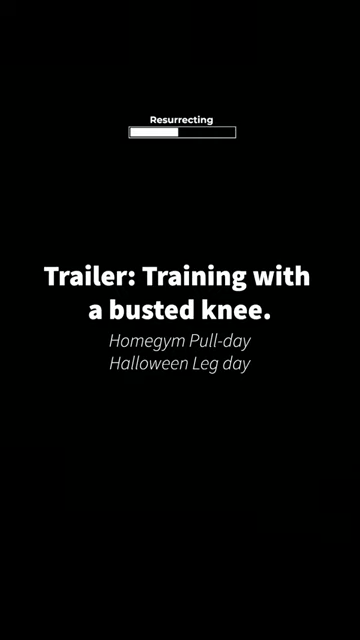 Resurrecting
Trailer: Training with
a busted knee.
Homegym Pull-day
Halloween Leg day